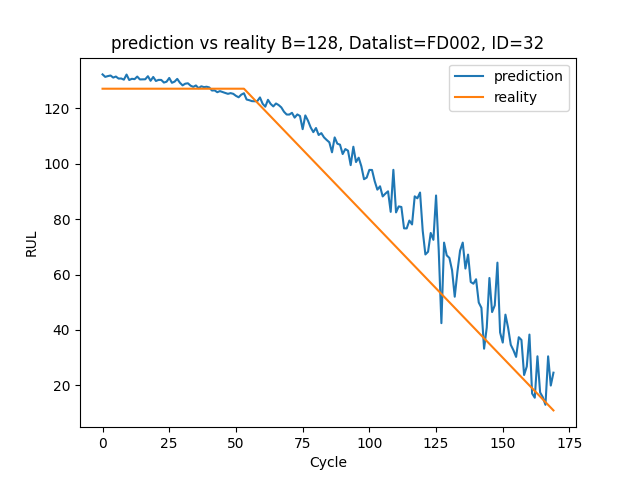 prediction vs reality B=128, Datalist=FD002, ID=32
prediction
reality
RUL
120
100
80
60
40
20
0 25 50 75 100 125 150 175
Cycle